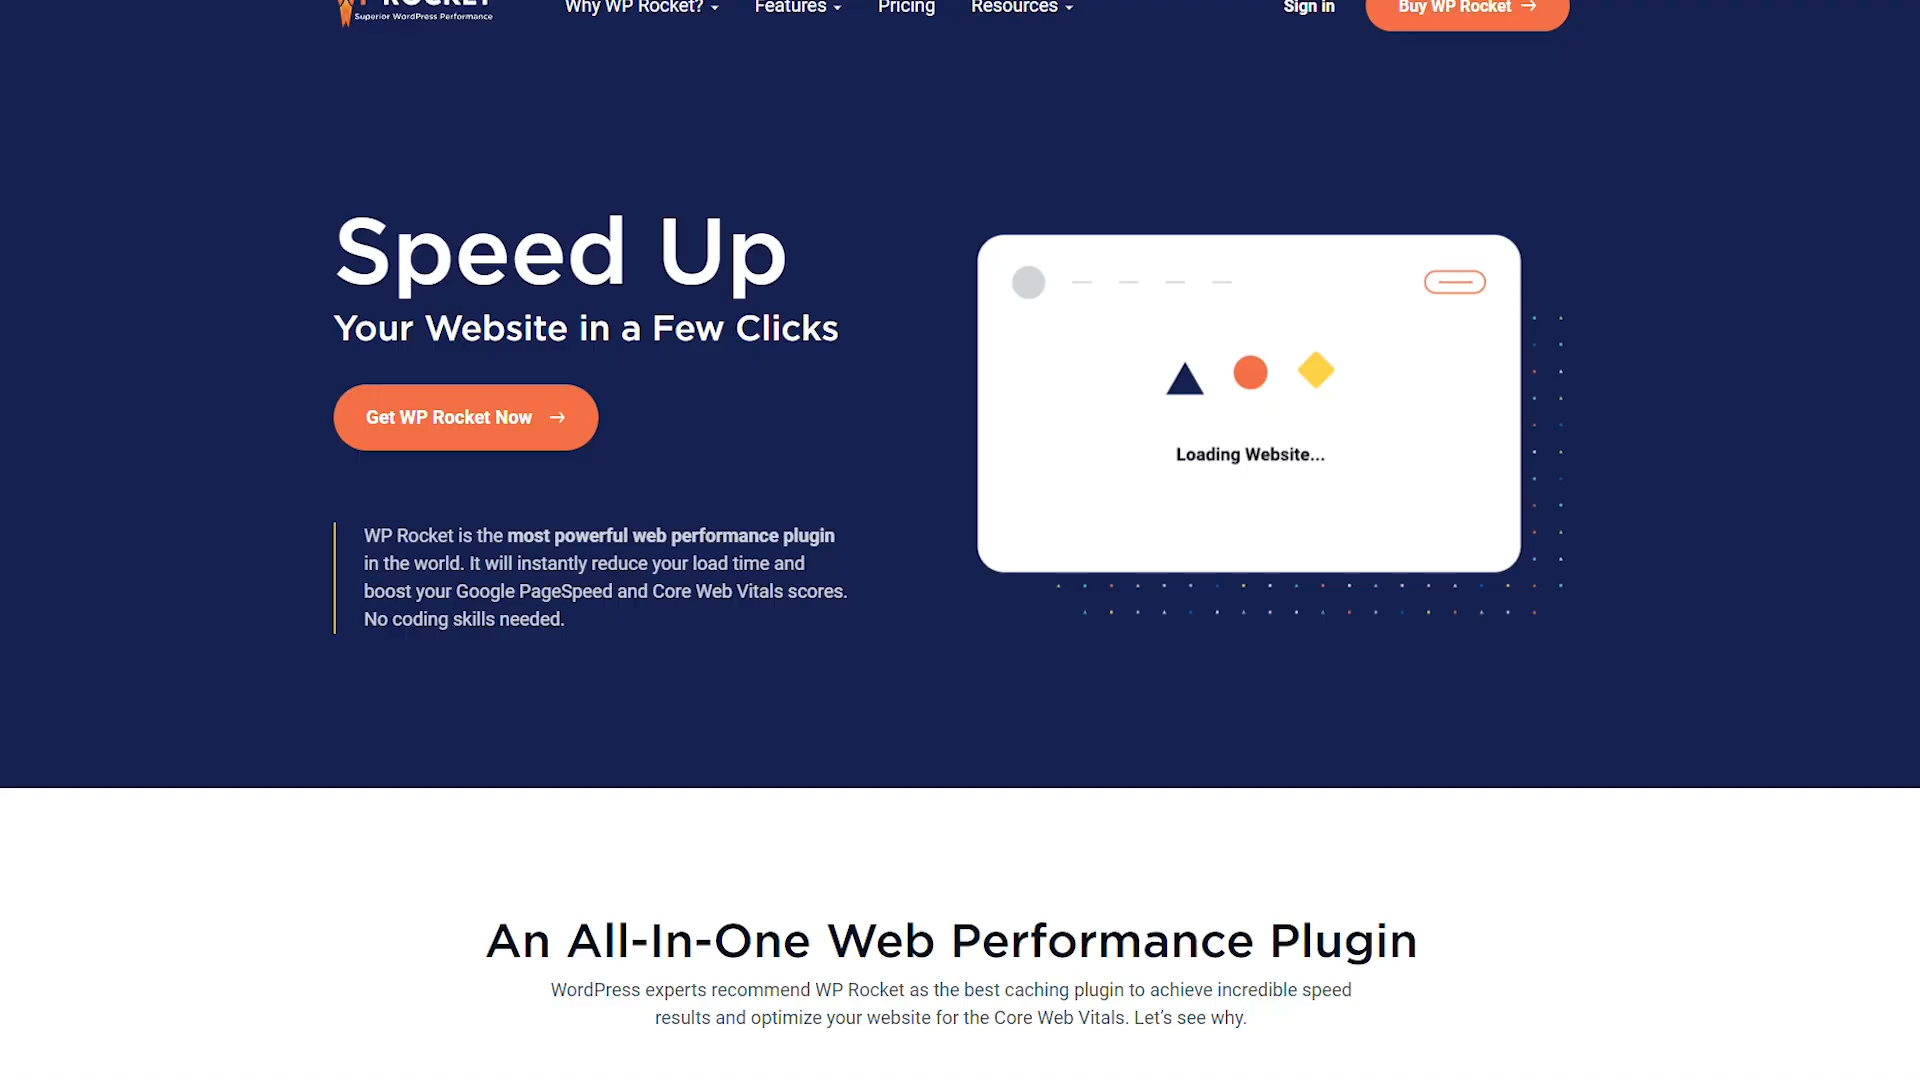 WP ROCKET
Superior WordPress Performance
Why WP Rocket?
Features
Pricing
Resources
Sign in
Buy WP Rocket →
Speed Up
Your Website in a Few Clicks
Get WP Rocket Now →
WP Rocket is the most powerful web performance plugin
in the world. It will instantly reduce your load time and
boost your Google PageSpeed and Core Web Vitals scores.
No coding skills needed.
Loading Website...
An All-In-One Web Performance Plugin
WordPress experts recommend WP Rocket as the best caching plugin to achieve incredible speed
results and optimize your website for the Core Web Vitals. Let’s see why.